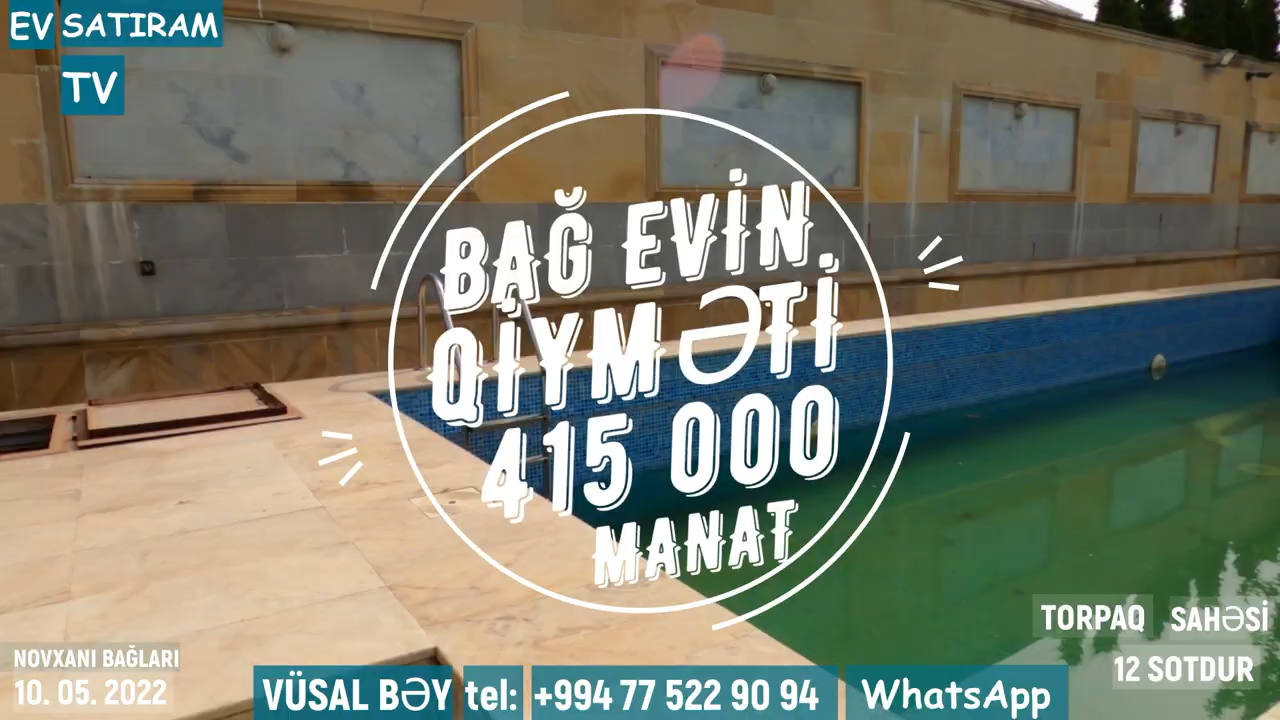 EV SATIRAM
TV
BAĞ EVİN
QİYMƏTİ
415 000
MANAT
TORPAQ SAHƏSİ
12 SOTDUR
NOVXANI BAĞLARI
10. 05. 2022
VÜSAL BƏY tel: +994 77 522 90 94 WhatsApp